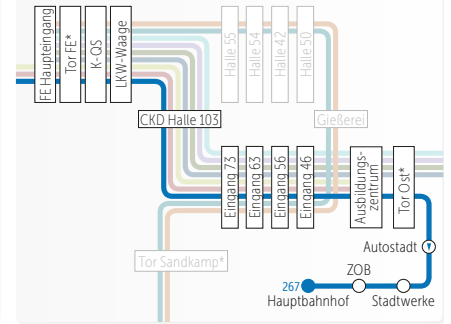 FE Haupteingang
Tor FE*
K-QS
LKW-Waage
Halle 55
Halle 54
Halle 42
Halle 50
CKD Halle 103
Gießerei
Eingang 73
Eingang 63
Eingang 56
Eingang 46
Ausbildungs-
zentrum
Tor Ost*
Autostadt
Tor Sandkamp*
ZOB
267
Hauptbahnhof
Stadtwerke